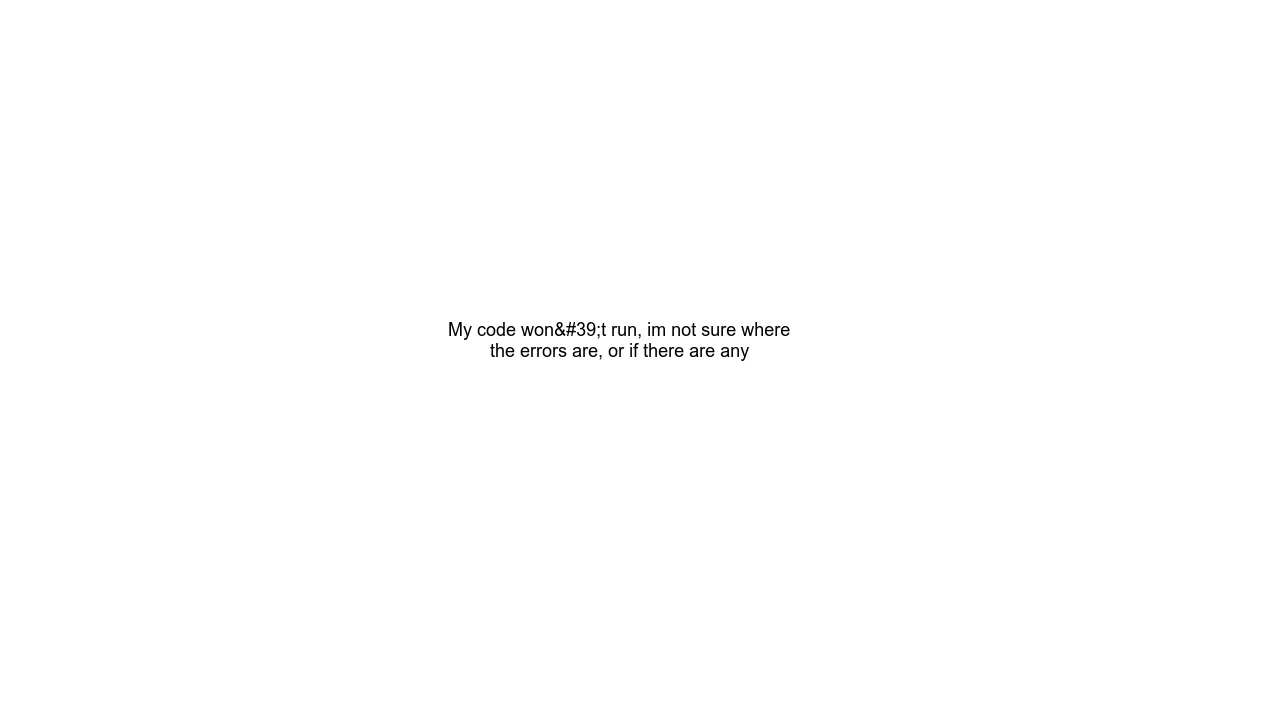 My code won&#39;t run, im not sure where
the errors are, or if there are any